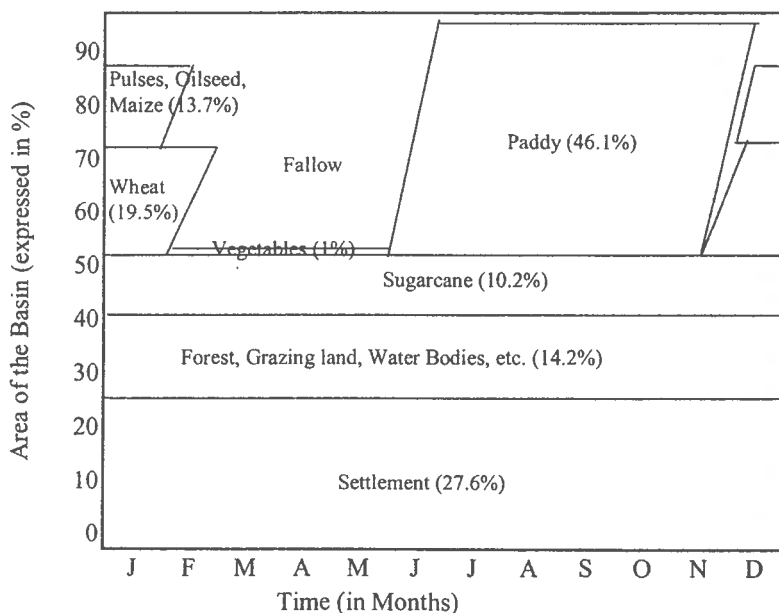 Area of the Basin (expressed in %)
90
80
70
60
50
40
30
20
10
0
Pulses, Oilseed,
Maize (13.7%)
Wheat
(19.5%)
Fallow
Paddy (46.1%)
Vegetables (1%)
Sugarcane (10.2%)
Forest, Grazing land, Water Bodies, etc. (14.2%)
Settlement (27.6%)
J F M A M J J A S O N D
Time (in Months)